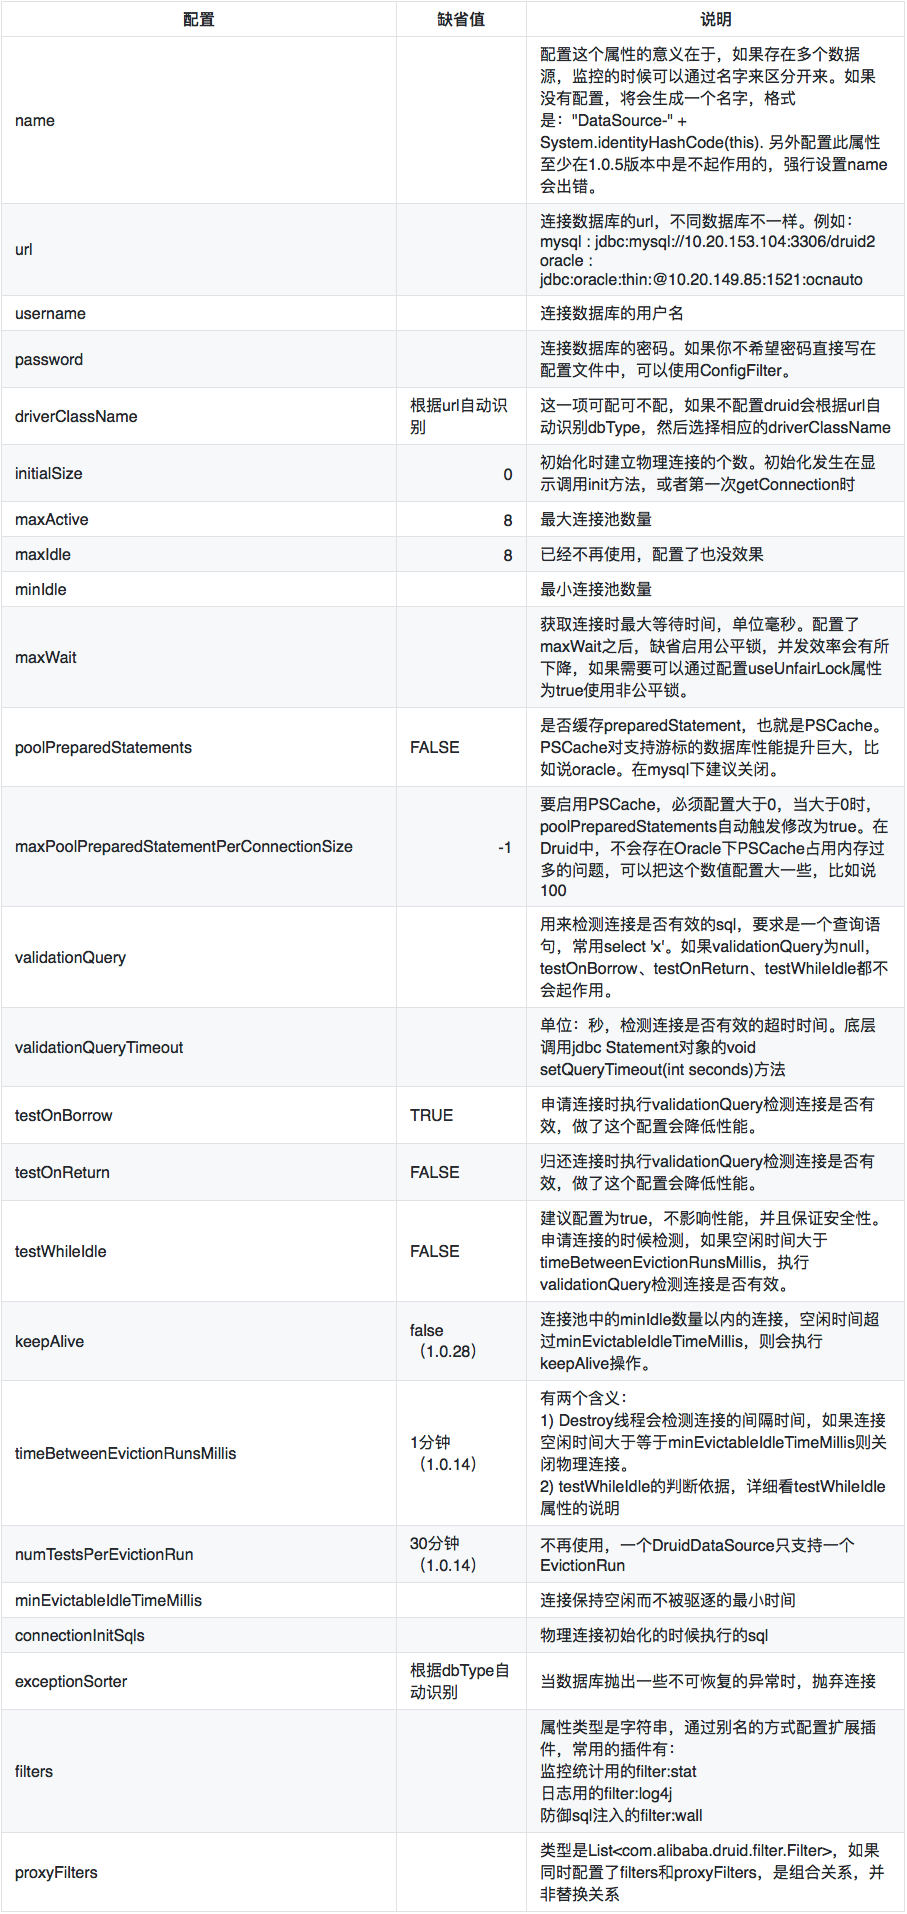 配置 缺省值 说明
name
配置这个属性的意义在于，如果存在多个数据
源，监控的时候可以通过名字来区分开来。如果
没有配置，将会生成一个名字，格式
是："DataSource-" +
System.identityHashCode(this). 另外配置此属性
至少在1.0.5版本中是不起作用的，强行设置name
会出错。
url
连接数据库的url，不同数据库不一样。例如：
mysql : jdbc:mysql://10.20.153.104:3306/druid2
oracle :
jdbc:oracle:thin:@10.20.149.85:1521:ocnauto
username
连接数据库的用户名
password
连接数据库的密码。如果你不希望密码直接写在
配置文件中，可以使用ConfigFilter。
driverClassName
根据url自动识
别
这一项可配可不配，如果不配置druid会根据url自
动识别dbType，然后选择相应的driverClassName
initialSize
0
初始化时建立物理连接的个数。初始化发生在显
示调用init方法，或者第一次getConnection时
maxActive
8
最大连接池数量
maxIdle
8
已经不再使用，配置了也没效果
minIdle
最小连接池数量
maxWait
获取连接时最大等待时间，单位毫秒。配置了
maxWait之后，缺省启用公平锁，并发效率会有所
下降，如果需要可以通过配置useUnfairLock属性
为true使用非公平锁。
poolPreparedStatements
FALSE
是否缓存preparedStatement，也就是PSCache。
PSCache对支持游标的数据库性能提升巨大，比
如说oracle。在mysql下建议关闭。
maxPoolPreparedStatementPerConnectionSize
-1
要启用PSCache，必须配置大于0，当大于0时，
poolPreparedStatements自动触发修改为true。在
Druid中，不会存在Oracle下PSCache占用内存过
多的问题，可以把这个数值配置大一些，比如说
100
validationQuery
用来检测连接是否有效的sql，要求是一个查询语
句，常用select 'x'。如果validationQuery为null，
testOnBorrow、testOnReturn、testWhileIdle都不
会起作用。
validationQueryTimeout
单位：秒，检测连接是否有效的超时时间。底层
调用jdbc Statement对象的void
setQueryTimeout(int seconds)方法
testOnBorrow
TRUE
申请连接时执行validationQuery检测连接是否有
效，做了这个配置会降低性能。
testOnReturn
FALSE
归还连接时执行validationQuery检测连接是否有
效，做了这个配置会降低性能。
testWhileIdle
FALSE
建议配置为true，不影响性能，并且保证安全性。
申请连接的时候检测，如果空闲时间大于
timeBetweenEvictionRunsMillis，执行
validationQuery检测连接是否有效。
keepAlive
false
（1.0.28）
连接池中的minIdle数量以内的连接，空闲时间超
过minEvictableIdleTimeMillis，则会执行
keepAlive操作。
timeBetweenEvictionRunsMillis
1分钟
（1.0.14）
有两个含义：
1) Destroy线程会检测连接的间隔时间，如果连接
空闲时间大于等于minEvictableIdleTimeMillis则关
闭物理连接。
2) testWhileIdle的判断依据，详细看testWhileIdle
属性的说明
numTestsPerEvictionRun
30分钟
（1.0.14）
不再使用，一个DruidDataSource只支持一个
EvictionRun
minEvictableIdleTimeMillis
连接保持空闲而不被驱逐的最小时间
connectionInitSqls
物理连接初始化的时候执行的sql
exceptionSorter
根据dbType自
动识别
当数据库抛出一些不可恢复的异常时，抛弃连接
filters
属性类型是字符串，通过别名的方式配置扩展插
件，常用的插件有：
监控统计用的filter:stat
日志用的filter:log4j
防御sql注入的filter:wall
proxyFilters
类型是List<com.alibaba.druid.filter.Filter>，如果
同时配置了filters和proxyFilters，是组合关系，并
非替换关系